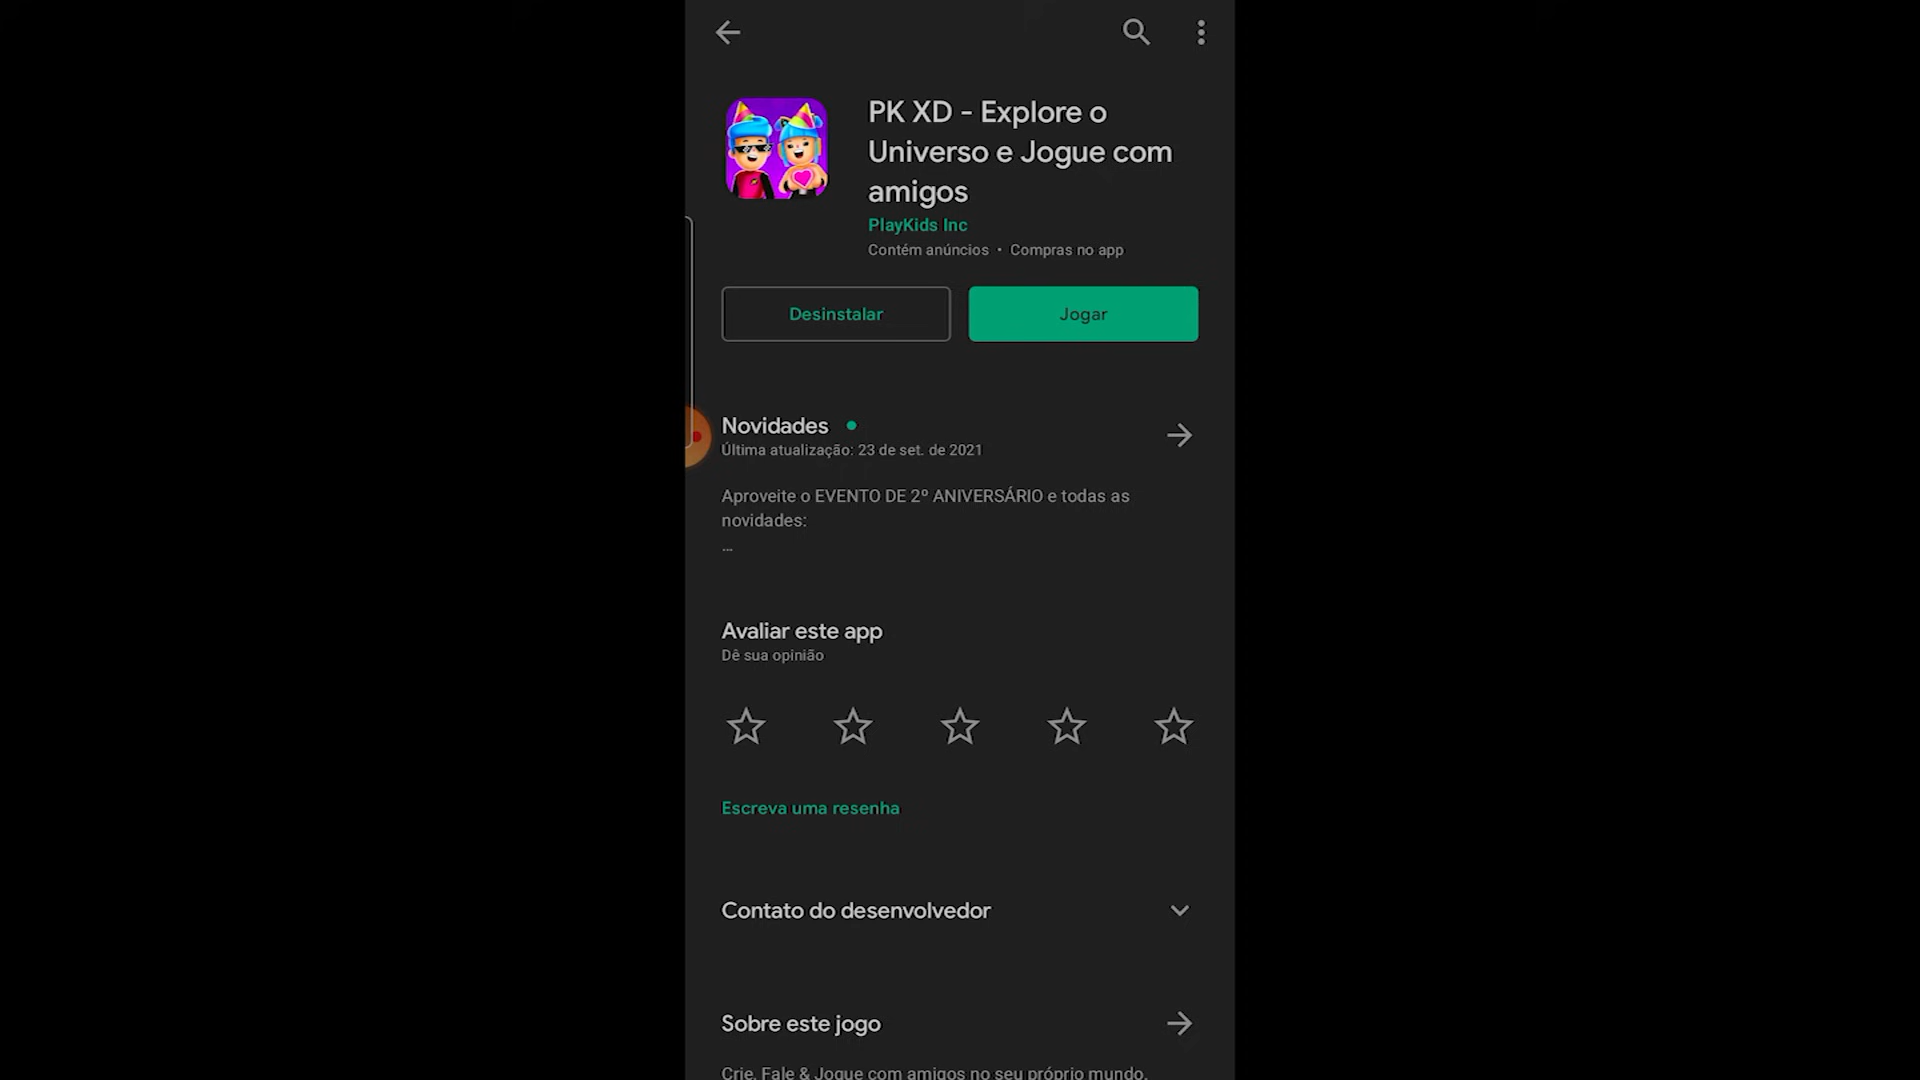 PK XD - Explore o
Universo e Jogue com
amigos
PlayKids Inc
Contém anúncios • Compras no app
Desinstalar
Jogar
Novidades
Última atualização: 23 de set. de 2021
Aproveite o EVENTO DE 2º ANIVERSÁRIO e todas as
novidades:
...
Avaliar este app
Dê sua opinião
Escreva uma resenha
Contato do desenvolvedor
Sobre este jogo
Crie, Fale & Jogue com amigos no seu próprio mundo.